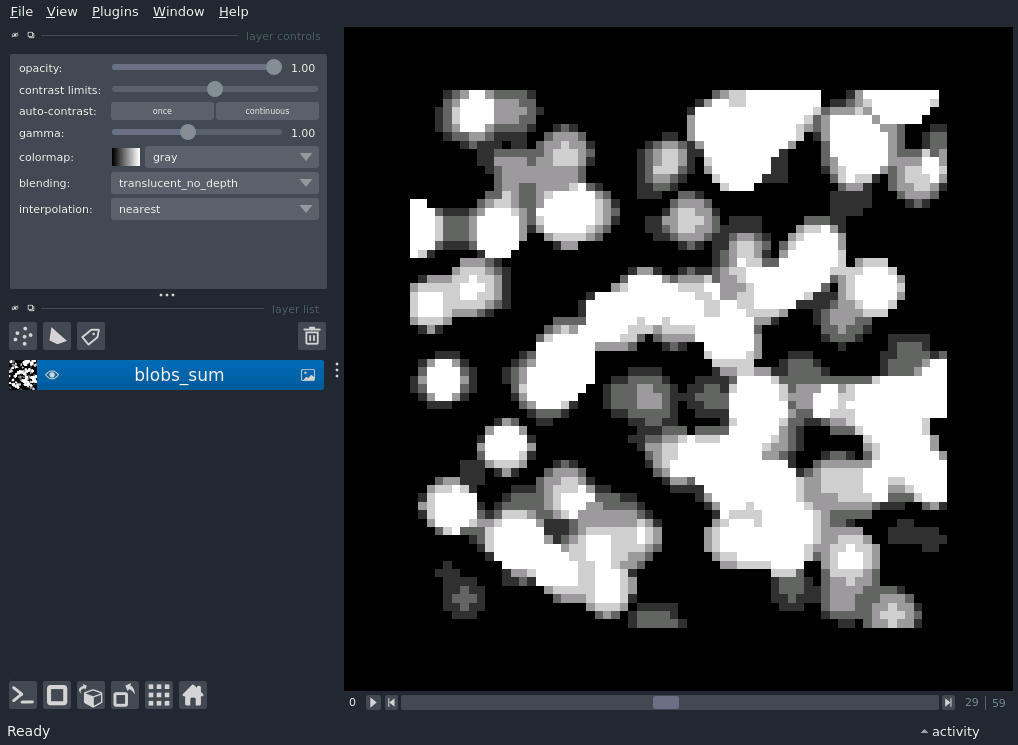 File View Plugins Window Help
layer controls
opacity: 1.00
contrast limits:
auto-contrast: once continuous
gamma: 1.00
colormap: gray
blending: translucent_no_depth
interpolation: nearest
layer list
blobs_sum
0 29 59
Ready activity